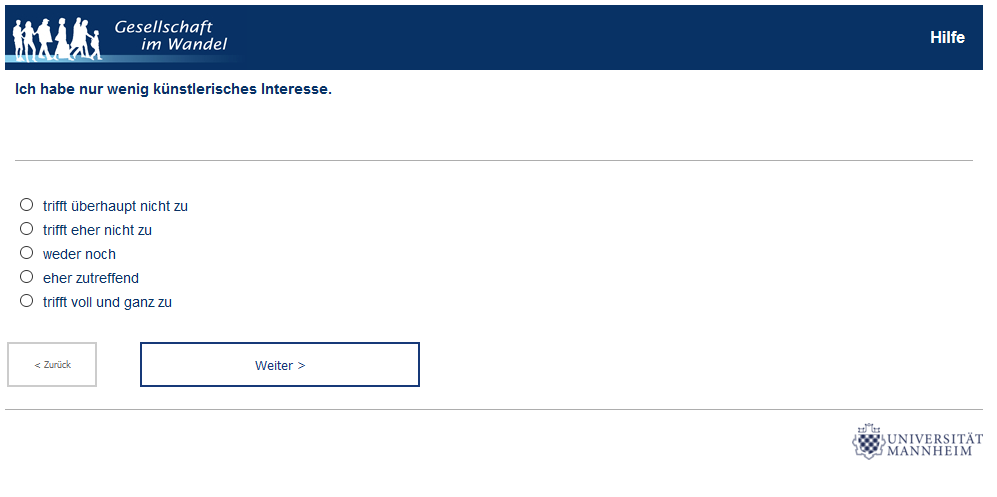 Gesellschaft
im Wandel
Hilfe
Ich habe nur wenig künstlerisches Interesse.
trifft überhaupt nicht zu
trifft eher nicht zu
weder noch
eher zutreffend
trifft voll und ganz zu
< Zurück
Weiter >
UNIVERSITÄT
MANNHEIM